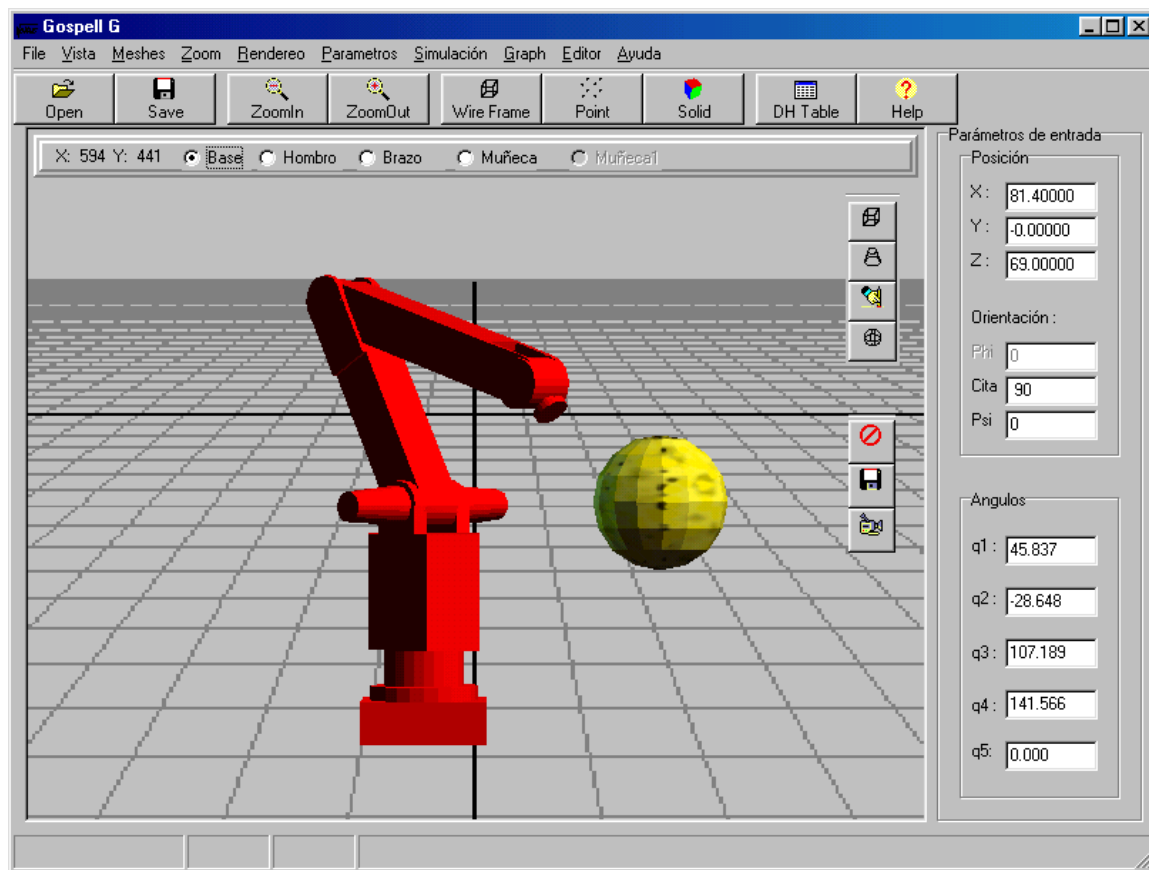 Gospell G
File Vista Meshes Zoom Rendereo Parametros Simulación Graph Editor Ayuda
Open Save ZoomIn ZoomOut Wire Frame Point Solid DH Table Help
X: 594 Y: 441 Base Hombro Brazo Muñeca Muñeca1
Parámetros de entrada
Posición
X : 81.40000
Y : -0.00000
Z : 69.00000
Orientación :
Phi 0
Cita 90
Psi 0
Angulos
q1 : 45.837
q2 : -28.648
q3 : 107.189
q4 : 141.566
q5: 0.000